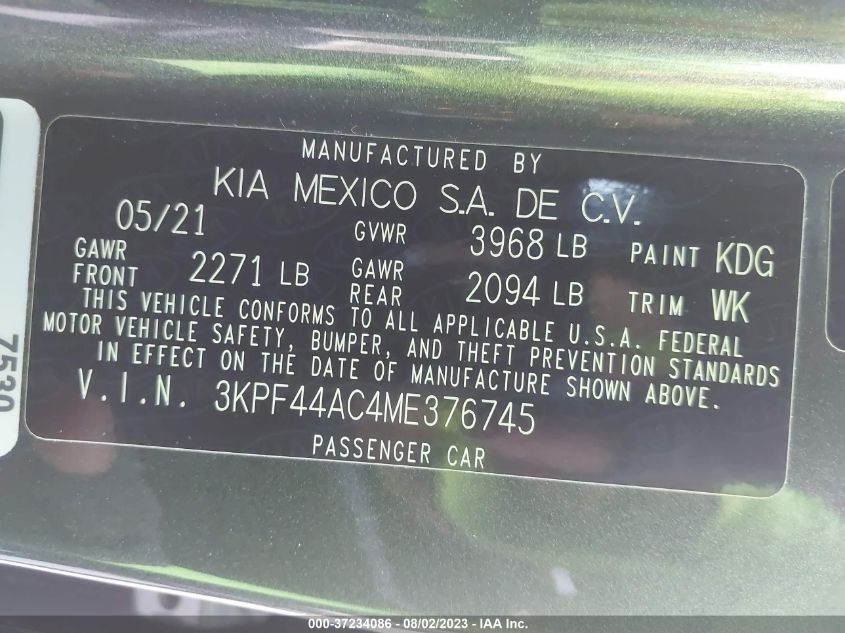 MANUFACTURED BY
KIA MEXICO S.A. DE C.V.
05/21 GVWR 3968 LB PAINT KDG
GAWR FRONT 2271 LB GAWR REAR 2094 LB TRIM WK
THIS VEHICLE CONFORMS TO ALL APPLICABLE U.S.A. FEDERAL
MOTOR VEHICLE SAFETY, BUMPER, AND THEFT PREVENTION STANDARDS
IN EFFECT ON THE DATE OF MANUFACTURE SHOWN ABOVE.
V.I.N. 3KPF44AC4ME376745
PASSENGER CAR
7530
000-37234086 - 08/02/2023 - IAA Inc.